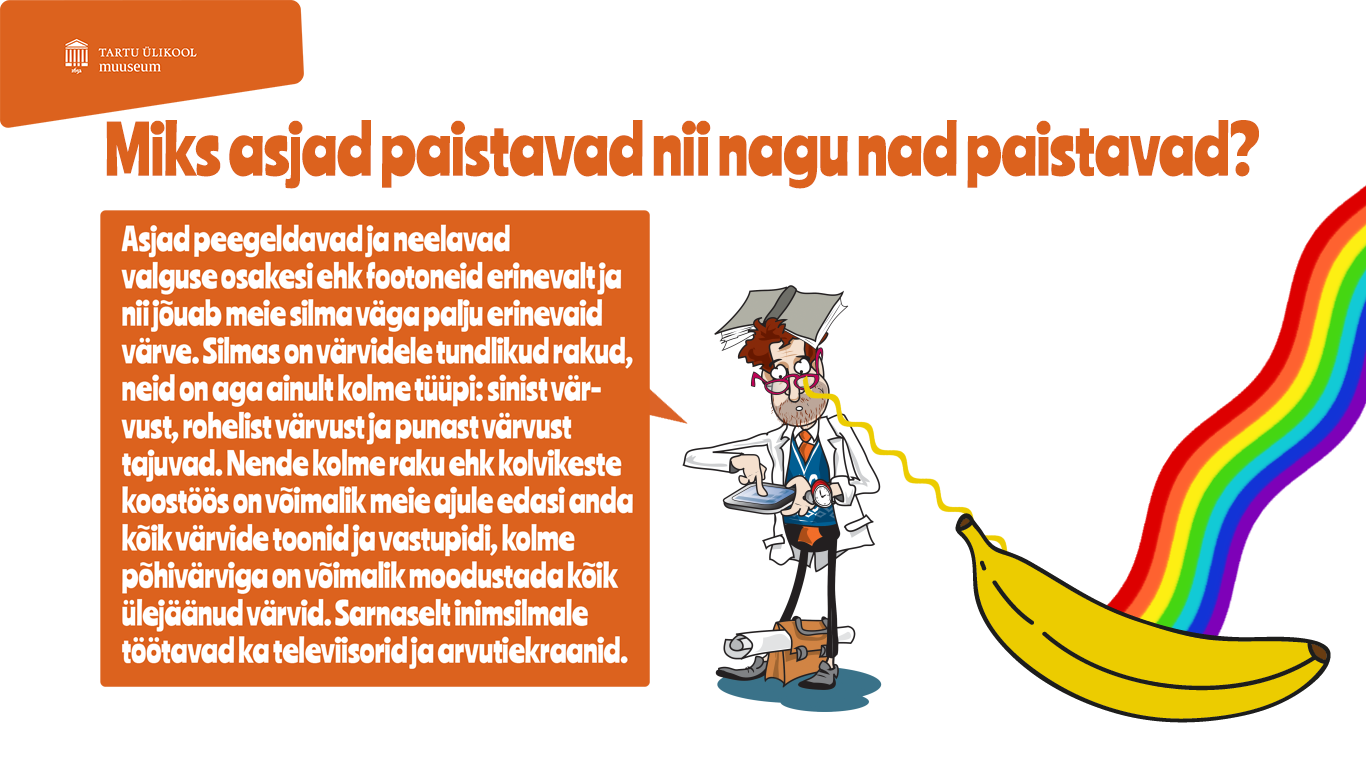 TARTU ÜLIKOOL
muuseum
1632
Miks asjad paistavad nii nagu nad paistavad?
Asjad peegeldavad ja neelavad
valguse osakesi ehk footoneid erinevalt ja
nii jõuab meie silma väga palju erinevaid
värve. Silmas on värvidele tundlikud rakud,
neid on aga ainult kolme tüüpi: sinist vär-
vust, rohelist värvust ja punast värvust
tajuvad. Nende kolme raku ehk kolvikeste
koostöös on võimalik meie ajule edasi anda
kõik värvide toonid ja vastupidi, kolme
põhivärviga on võimalik moodustada kõik
ülejäänud värvid. Sarnaselt inimsilmale
töötavad ka televiisorid ja arvutiekraanid.